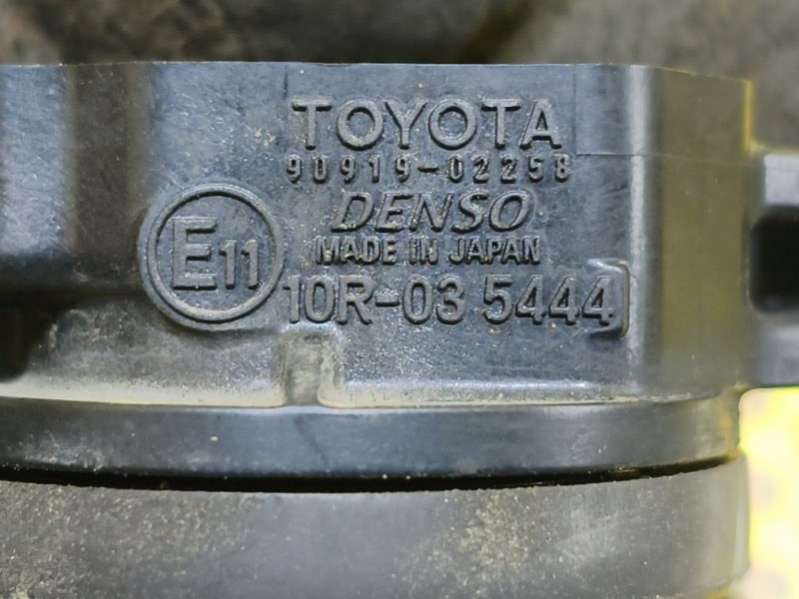 TOYOTA
90919-02258
DENSO
MADE IN JAPAN
E11
10R-03 5444